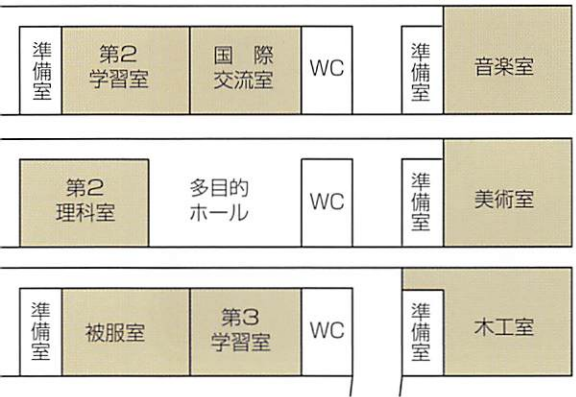 準備室
第2
学習室
国際
交流室
WC
準備室
音楽室
第2
理科室
多目的
ホール
WC
準備室
美術室
準備室
被服室
第3
学習室
WC
準備室
木工室